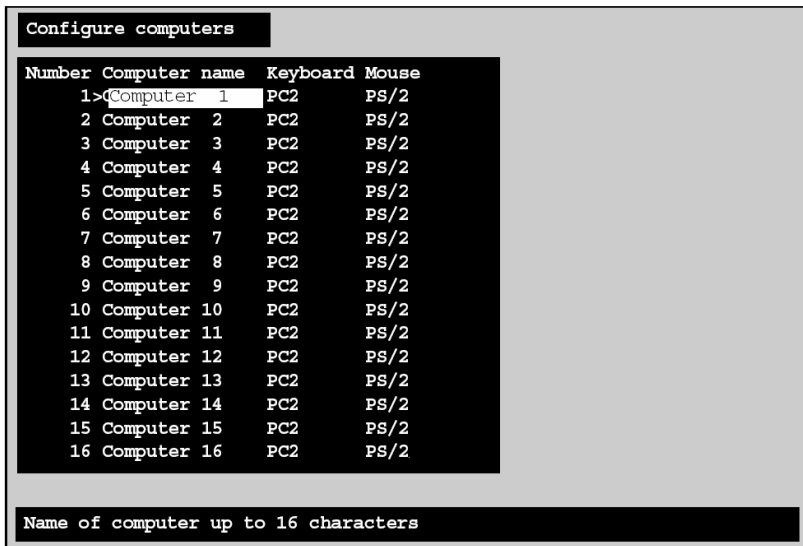 Configure computers
Number Computer name Keyboard Mouse
1>Computer 1 PC2 PS/2
2 Computer 2 PC2 PS/2
3 Computer 3 PC2 PS/2
4 Computer 4 PC2 PS/2
5 Computer 5 PC2 PS/2
6 Computer 6 PC2 PS/2
7 Computer 7 PC2 PS/2
8 Computer 8 PC2 PS/2
9 Computer 9 PC2 PS/2
10 Computer 10 PC2 PS/2
11 Computer 11 PC2 PS/2
12 Computer 12 PC2 PS/2
13 Computer 13 PC2 PS/2
14 Computer 14 PC2 PS/2
15 Computer 15 PC2 PS/2
16 Computer 16 PC2 PS/2
Name of computer up to 16 characters